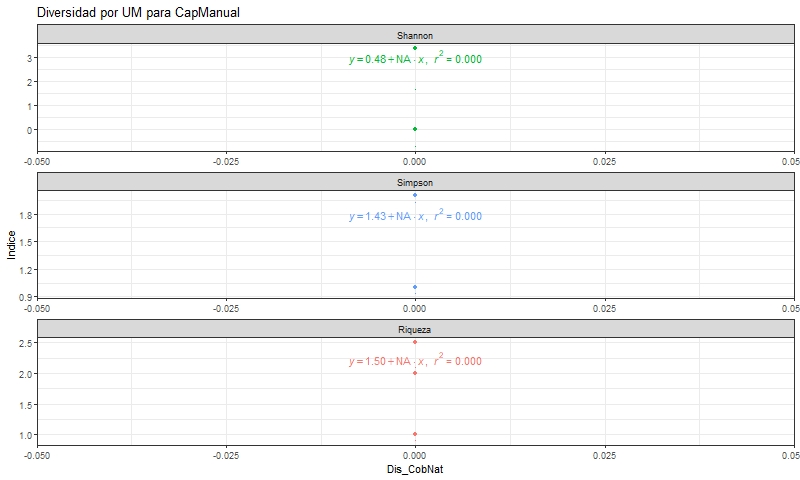 Diversidad por UM para CapManual
Shannon
y = 0.48 + NA · x, r² = 0.000
3
2
1
0
-0.050 -0.025 0.000 0.025 0.05
Simpson
y = 1.43 + NA · x, r² = 0.000
1.8
1.5
1.2
0.9
-0.050 -0.025 0.000 0.025 0.05
Indice
Riqueza
y = 1.50 + NA · x, r² = 0.000
2.5
2.0
1.5
1.0
-0.050 -0.025 0.000 0.025 0.05
Dis_CobNat